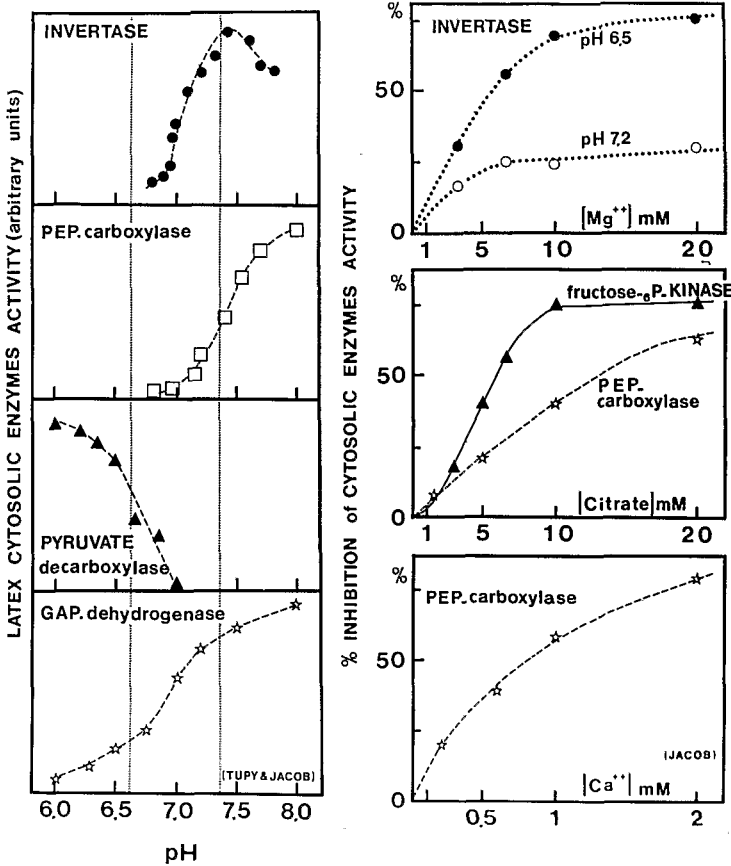 LATEX CYTOSOLIC ENZYMES ACTIVITY (arbitrary units)
INVERTASE
PEP.carboxylase
PYRUVATE
decarboxylase
GAP.dehydrogenase
(TUPY & JACOB)
6,0 6,5 7,0 7,5 8,0
pH
% INHIBITION of CYTOSOLIC ENZYMES ACTIVITY
%
INVERTASE
pH 6,5
50
pH 7,2
[Mg++] mM
0
1 5 10 20
%
fructose-6P-KINASE
50
PEP-
carboxylase
|Citrate| mM
0
1 5 10 20
%
PEP-carboxylase
50
(JACOB)
|Ca++| mM
0
0,5 1 2